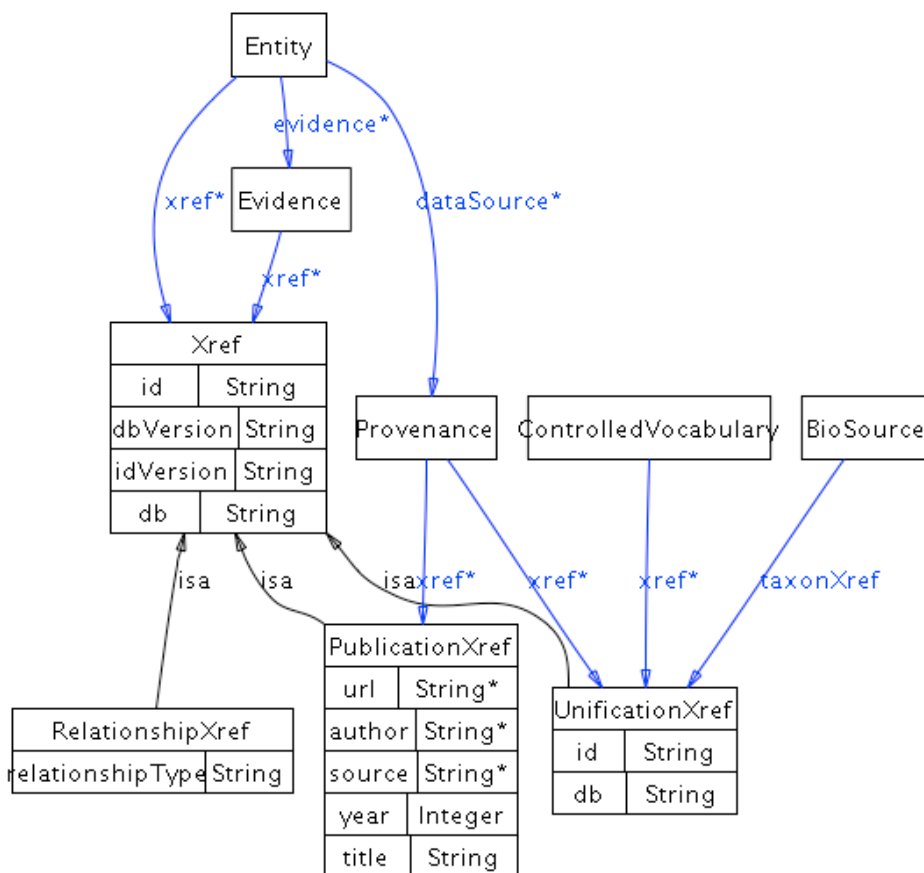 Entity
evidence*
xref*
Evidence
dataSource*
xref*
Xref
id String
dbVersion String
idVersion String
db String
Provenance
ControlledVocabulary
BioSource
isa
isa
isa
xref*
xref*
xref*
taxonXref
PublicationXref
url String*
author String*
source String*
year Integer
title String
RelationshipXref
relationshipType String
UnificationXref
id String
db String